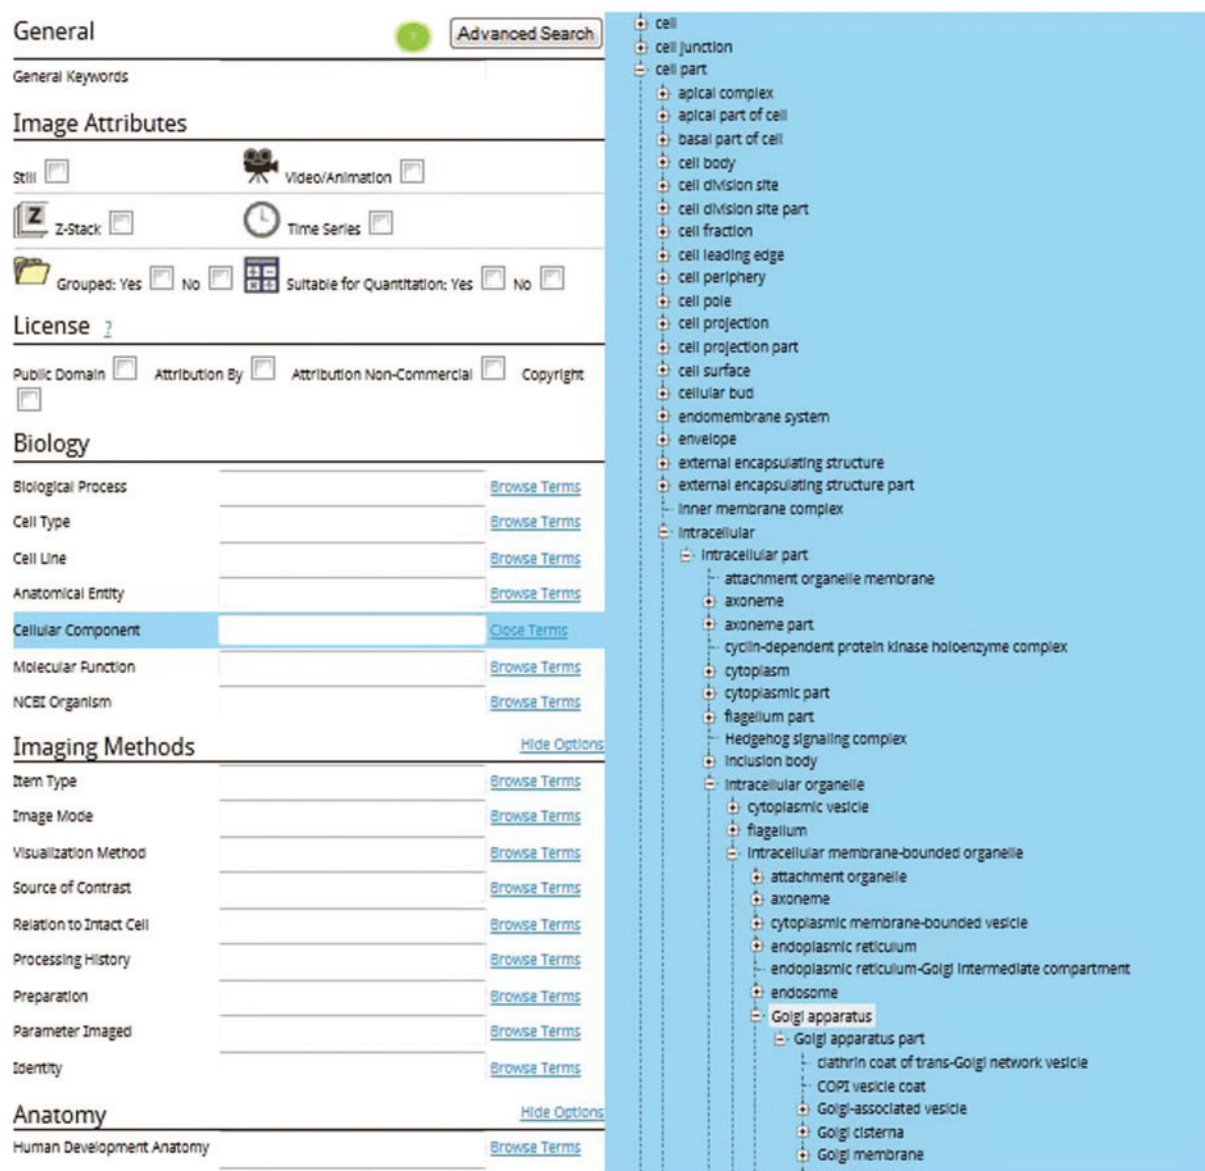 General
Advanced Search
General Keywords
Image Attributes
Still
Video/Animation
Z
Z-Stack
Time Series
Grouped: Yes No
Suitable for Quantitation: Yes No
License ?
Public Domain Attribution By Attribution Non-Commercial Copyright
Biology
Biological Process Browse Terms
Cell Type Browse Terms
Cell Line Browse Terms
Anatomical Entity Browse Terms
Cellular Component Close Terms
Molecular Function Browse Terms
NCBI Organism Browse Terms
Imaging Methods Hide Options
Item Type Browse Terms
Image Mode Browse Terms
Visualization Method Browse Terms
Source of Contrast Browse Terms
Relation to Intact Cell Browse Terms
Processing History Browse Terms
Preparation Browse Terms
Parameter Imaged Browse Terms
Identity Browse Terms
Anatomy Hide Options
Human Development Anatomy Browse Terms
cell
cell junction
cell part
apical complex
apical part of cell
basal part of cell
cell body
cell division site
cell division site part
cell fraction
cell leading edge
cell periphery
cell pole
cell projection
cell projection part
cell surface
cellular bud
endomembrane system
envelope
external encapsulating structure
external encapsulating structure part
inner membrane complex
intracellular
intracellular part
attachment organelle membrane
axoneme
axoneme part
cyclin-dependent protein kinase holoenzyme complex
cytoplasm
cytoplasmic part
flagellum part
Hedgehog signaling complex
inclusion body
intracellular organelle
cytoplasmic vesicle
flagellum
intracellular membrane-bounded organelle
attachment organelle
axoneme
cytoplasmic membrane-bounded vesicle
endoplasmic reticulum
endoplasmic reticulum-Golgi intermediate compartment
endosome
Golgi apparatus
Golgi apparatus part
clathrin coat of trans-Golgi network vesicle
COPI vesicle coat
Golgi-associated vesicle
Golgi cisterna
Golgi membrane